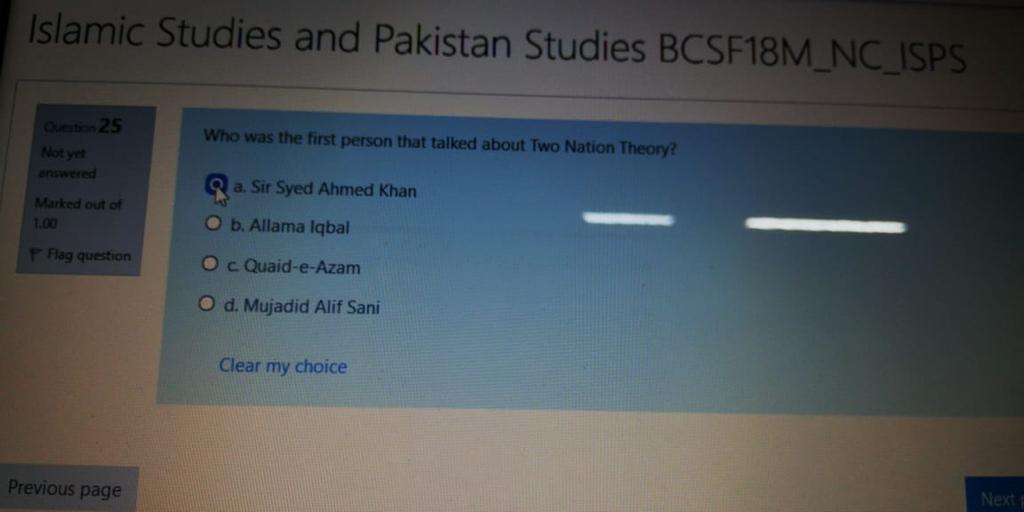 Islamic Studies and Pakistan Studies BCSF18M_NC_ISPS
Question 25
Not yet
answered
Marked out of
1.00
Flag question
Who was the first person that talked about Two Nation Theory?
a. Sir Syed Ahmed Khan
b. Allama Iqbal
c. Quaid-e-Azam
d. Mujadid Alif Sani
Clear my choice
Previous page
Next